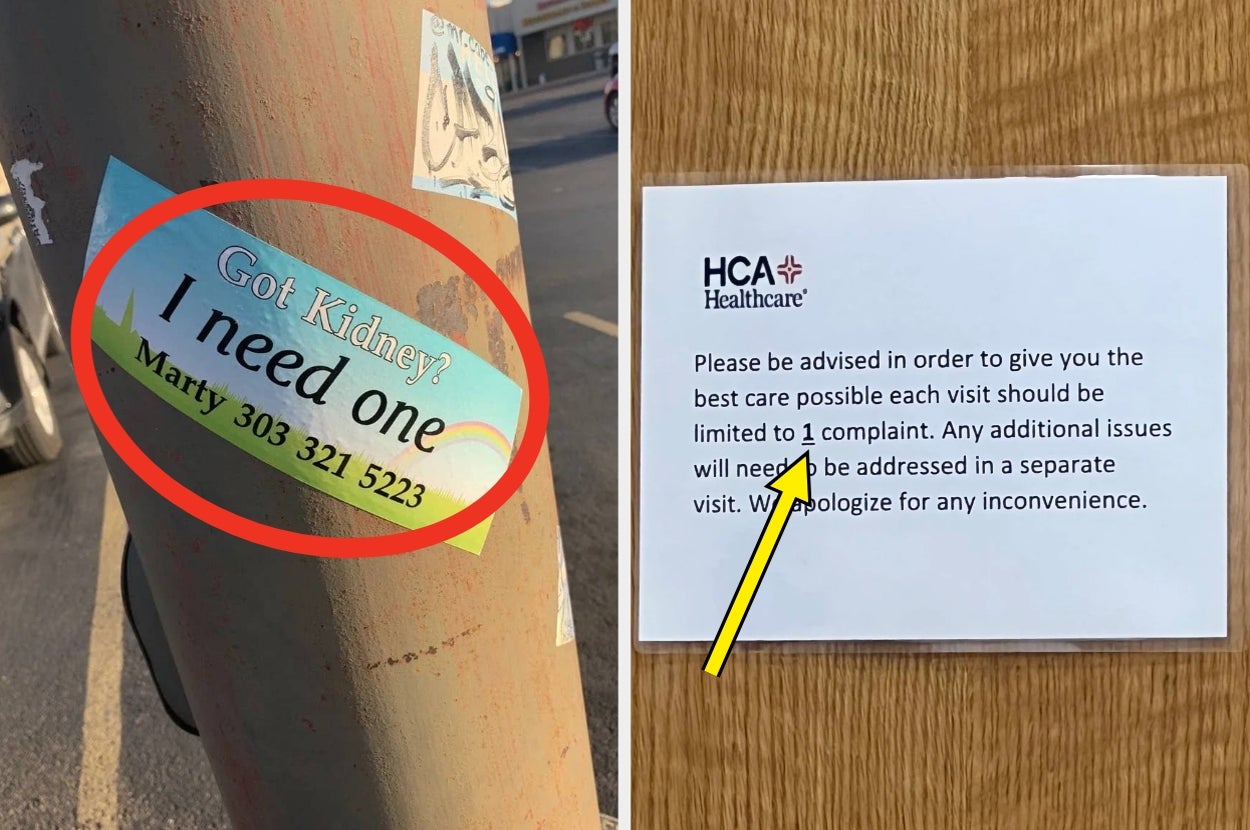 Got Kidney?
I need one
Marty 303 321 5223
HCA
Healthcare®
Please be advised in order to give you the
best care possible each visit should be
limited to 1 complaint. Any additional issues
will need be addressed in a separate
visit. We apologize for any inconvenience.